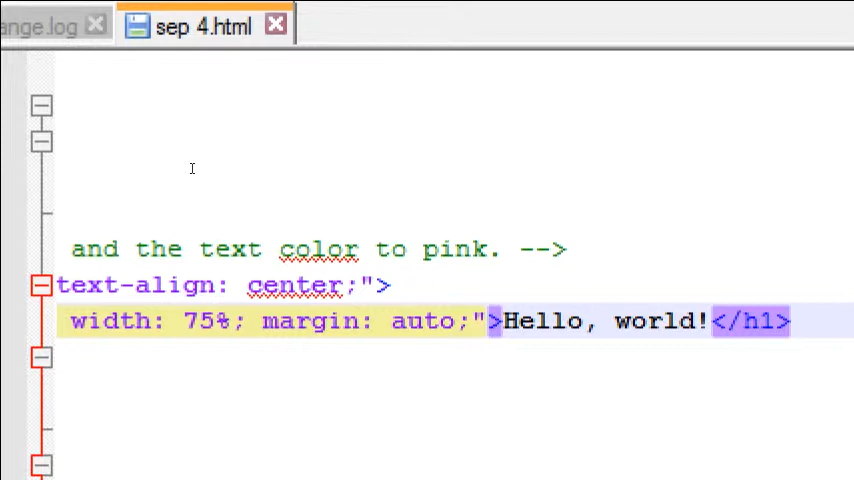 ange.log sep 4.html
and the text color to pink. -->
text-align: center;">
width: 75%; margin: auto;">Hello, world!</h1>